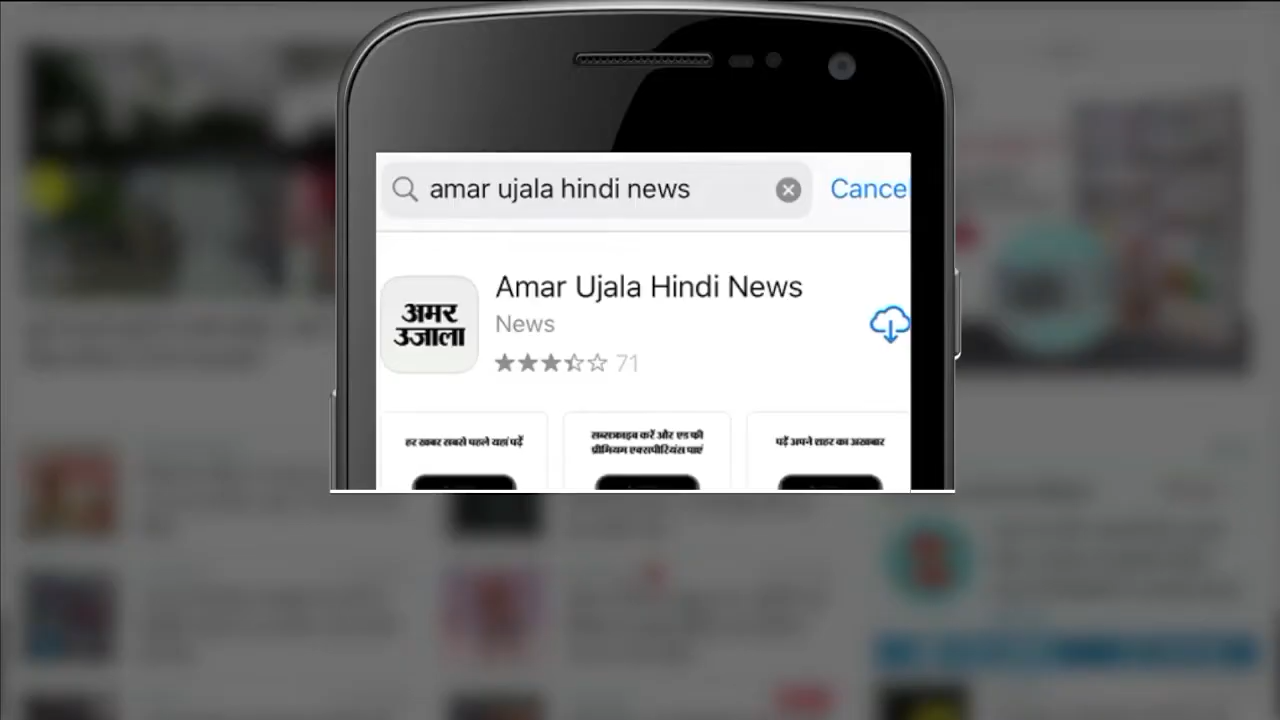 amar ujala hindi news
Cance
अमर
उजाला
Amar Ujala Hindi News
News
71
हर खबर सबसे पहले यहां पढ़ें
सब्सक्राइब करें और एड फ्री
प्रीमियम एक्सपीरियंस पाएं
पढ़ें अपने शहर का अखबार